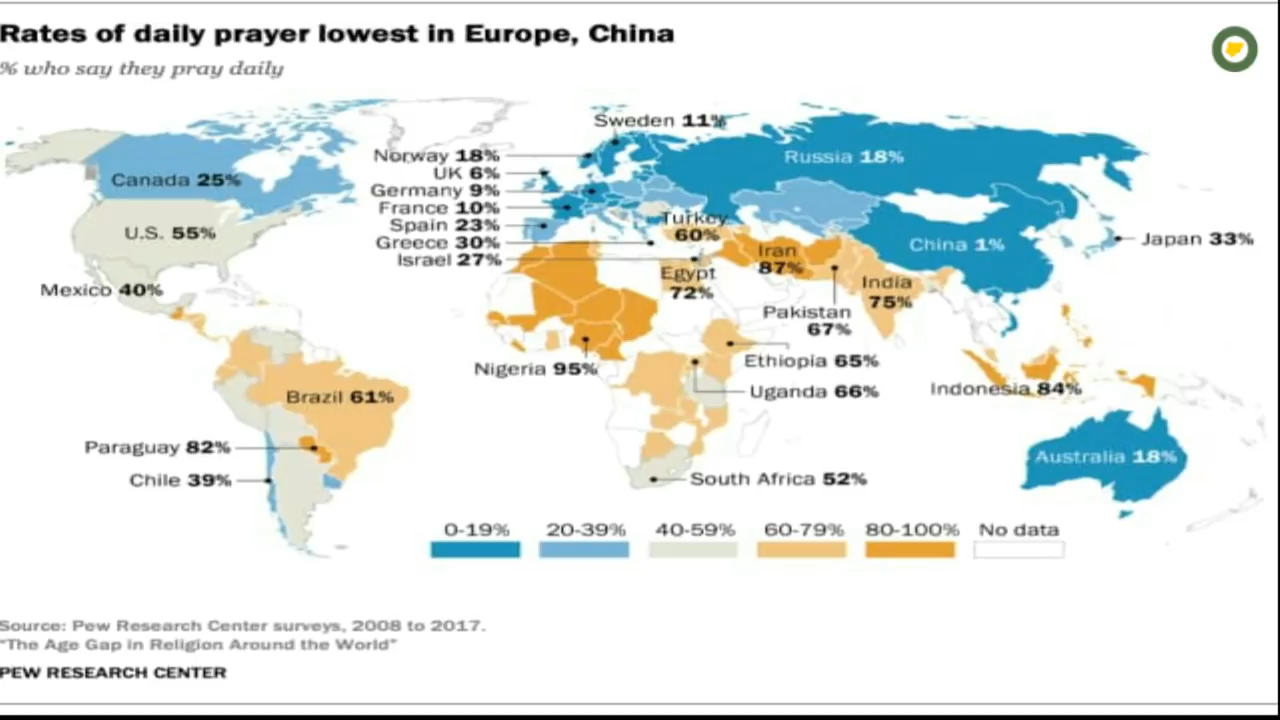 Rates of daily prayer lowest in Europe, China
% who say they pray daily
Sweden 11%
Norway 18%
UK 6%
Germany 9%
France 10%
Spain 23%
Greece 30%
Israel 27%
Canada 25%
U.S. 55%
Mexico 40%
Russia 18%
Turkey
60%
Iran
87%
Egypt
72%
China 1%
Japan 33%
India
75%
Pakistan
67%
Nigeria 95%
Ethiopia 65%
Uganda 66%
Indonesia 84%
Brazil 61%
Paraguay 82%
Chile 39%
South Africa 52%
Australia 18%
0-19% 20-39% 40-59% 60-79% 80-100% No data
Source: Pew Research Center surveys, 2008 to 2017.
“The Age Gap in Religion Around the World”
PEW RESEARCH CENTER